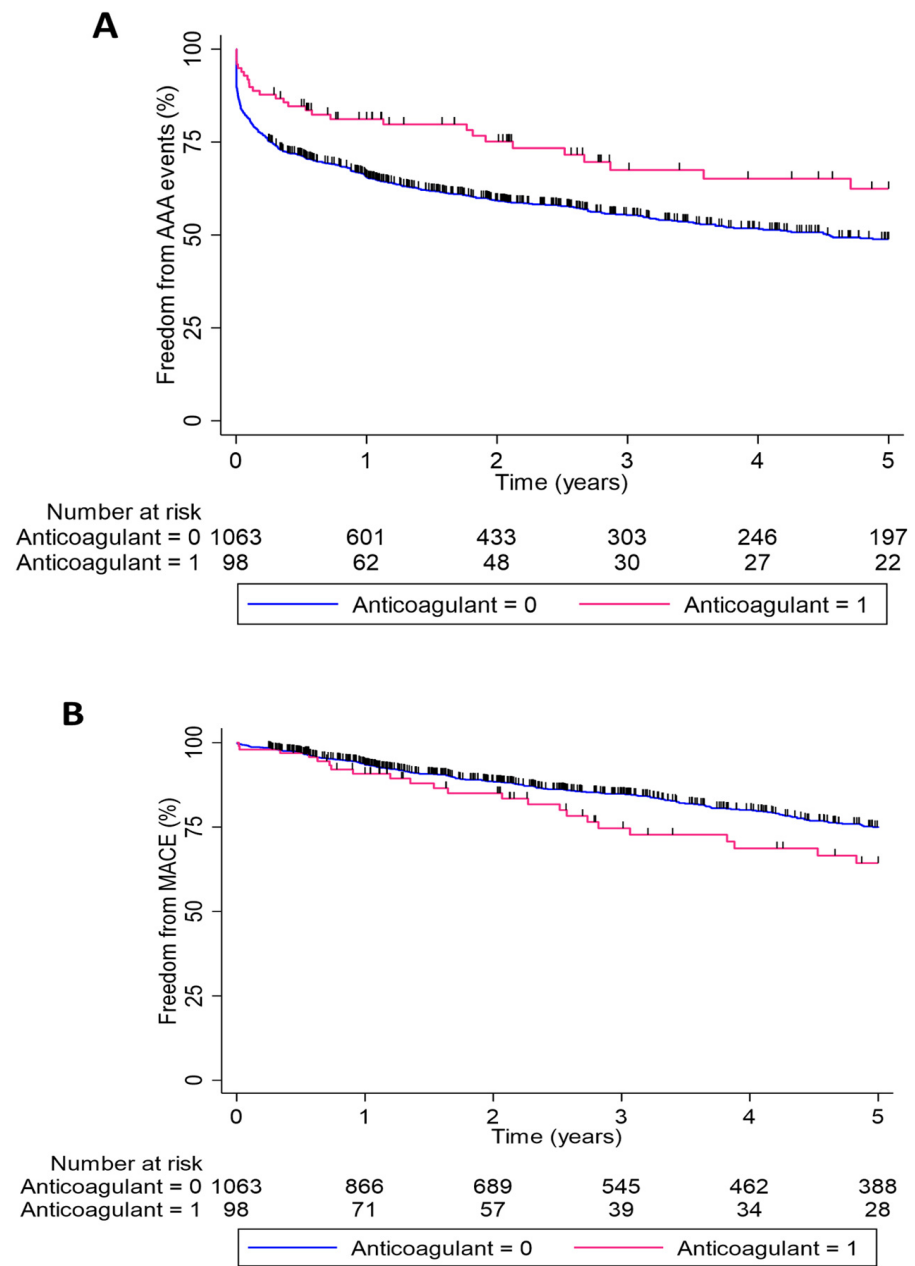 A
Freedom from AAA events (%)
100
75
50
25
0
0 1 2 3 4 5
Time (years)
Number at risk
Anticoagulant = 0 1063 601 433 303 246 197
Anticoagulant = 1 98 62 48 30 27 22
Anticoagulant = 0 Anticoagulant = 1
B
Freedom from MACE (%)
100
75
50
25
0
0 1 2 3 4 5
Time (years)
Number at risk
Anticoagulant = 0 1063 866 689 545 462 388
Anticoagulant = 1 98 71 57 39 34 28
Anticoagulant = 0 Anticoagulant = 1